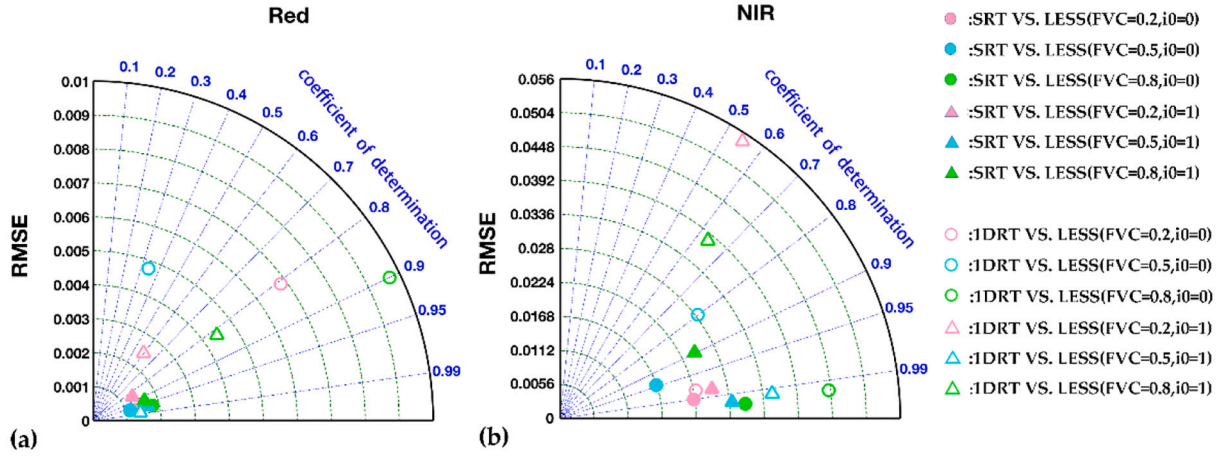 Red
RMSE
0.01
0.009
0.008
0.007
0.006
0.005
0.004
0.003
0.002
0.001
0
0.1
0.2
0.3
0.4
0.5
0.6
0.7
0.8
0.9
0.95
0.99
coefficient of determination
(a)
NIR
RMSE
0.056
0.0504
0.0448
0.0392
0.0336
0.028
0.0224
0.0168
0.0112
0.0056
0
0.1
0.2
0.3
0.4
0.5
0.6
0.7
0.8
0.9
0.95
0.99
coefficient of determination
(b)
:SRT VS. LESS(FVC=0.2,i0=0)
:SRT VS. LESS(FVC=0.5,i0=0)
:SRT VS. LESS(FVC=0.8,i0=0)
:SRT VS. LESS(FVC=0.2,i0=1)
:SRT VS. LESS(FVC=0.5,i0=1)
:SRT VS. LESS(FVC=0.8,i0=1)
:1DRT VS. LESS(FVC=0.2,i0=0)
:1DRT VS. LESS(FVC=0.5,i0=0)
:1DRT VS. LESS(FVC=0.8,i0=0)
:1DRT VS. LESS(FVC=0.2,i0=1)
:1DRT VS. LESS(FVC=0.5,i0=1)
:1DRT VS. LESS(FVC=0.8,i0=1)